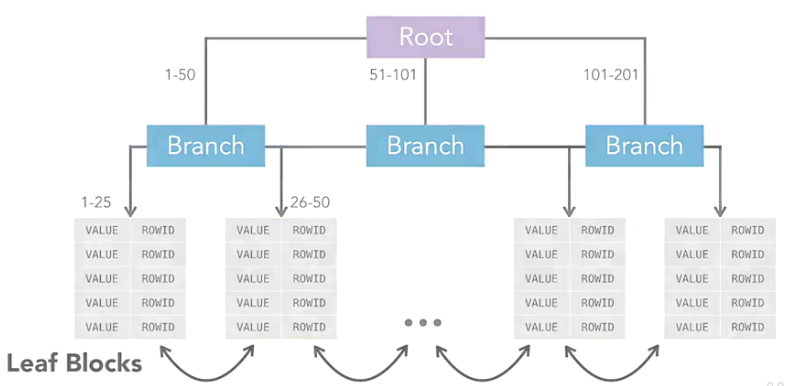 Root
1-50 51-101 101-201
Branch Branch Branch
1-25 26-50
VALUE ROWID VALUE ROWID VALUE ROWID VALUE ROWID
VALUE ROWID VALUE ROWID VALUE ROWID VALUE ROWID
VALUE ROWID VALUE ROWID VALUE ROWID VALUE ROWID
VALUE ROWID VALUE ROWID VALUE ROWID VALUE ROWID
VALUE ROWID VALUE ROWID VALUE ROWID VALUE ROWID
...
Leaf Blocks